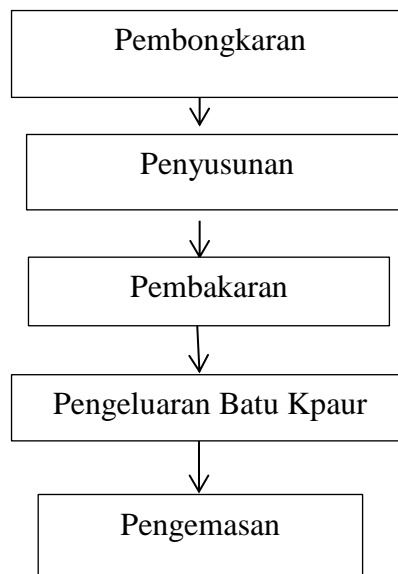 Pembongkaran
Penyusunan
Pembakaran
Pengeluaran Batu Kpaur
Pengemasan